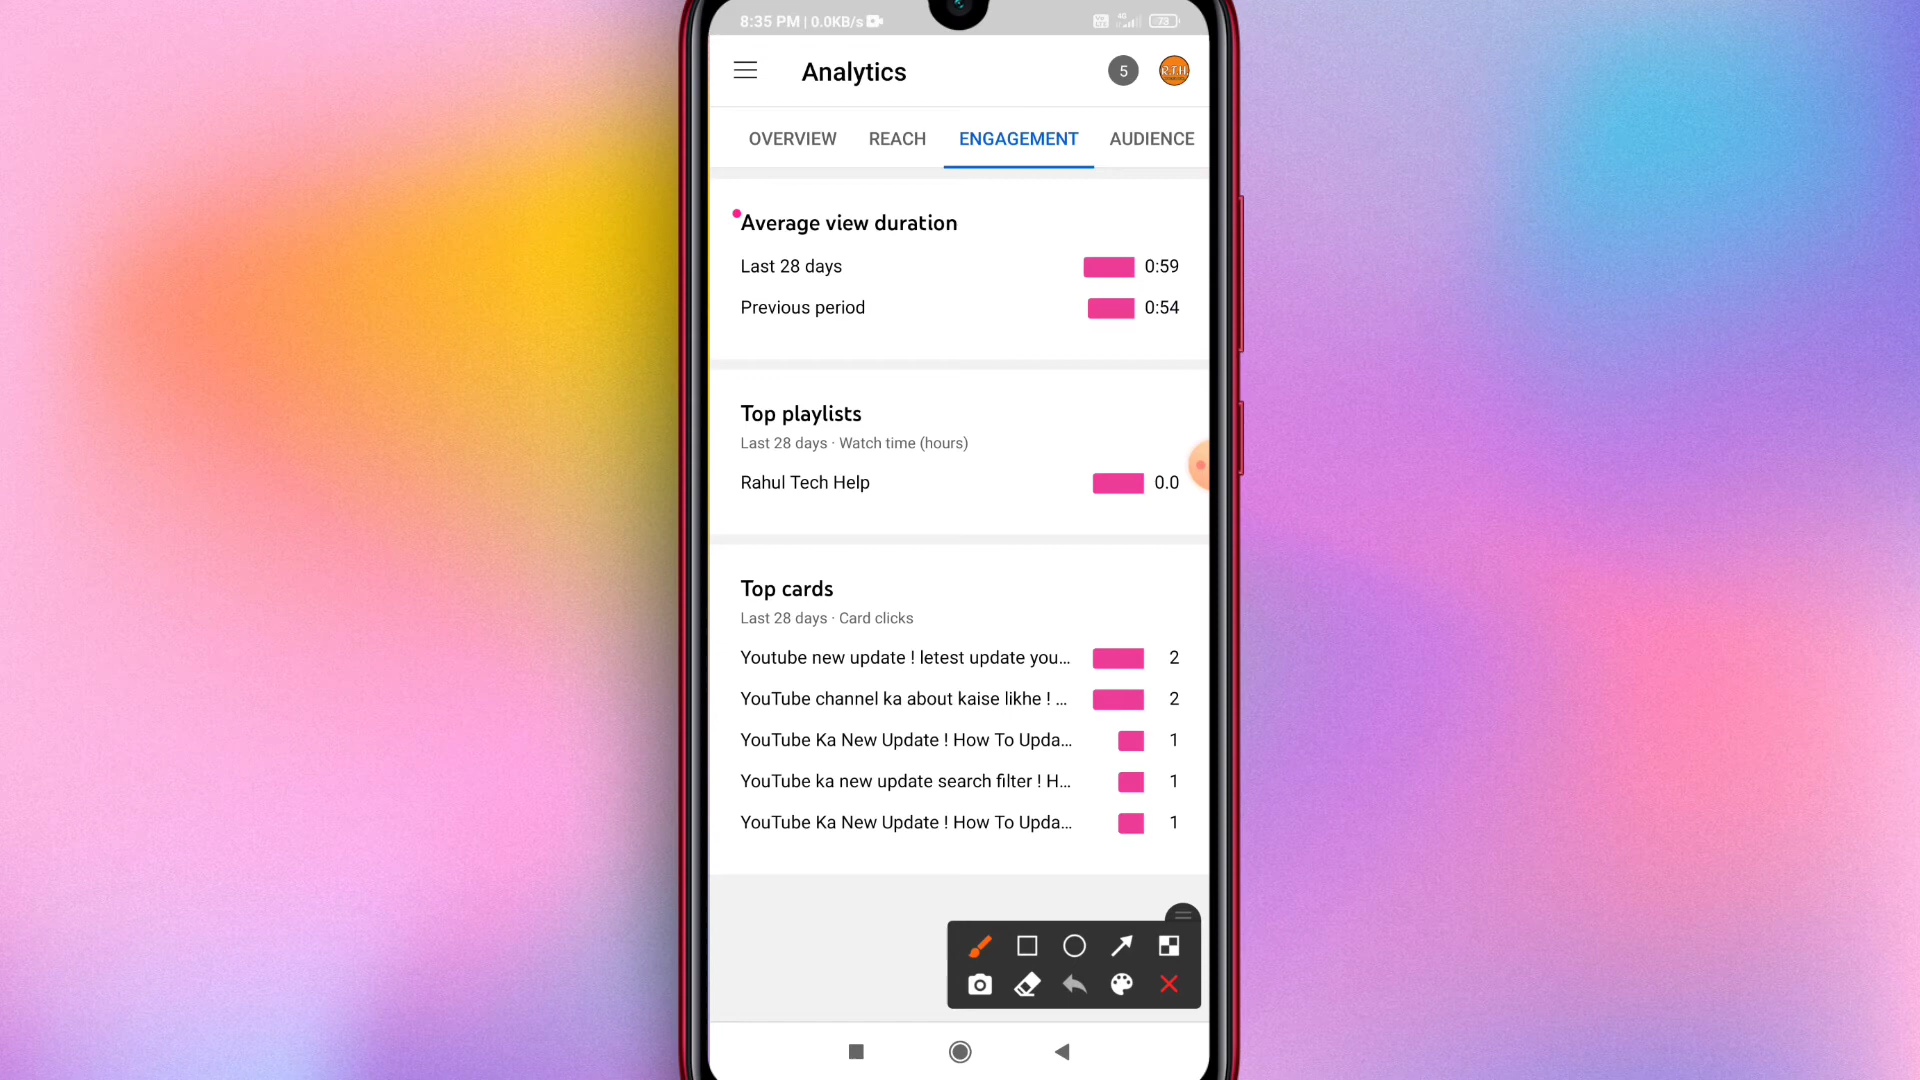 8:35 PM | 0.0KB/s 4G 73
Analytics 5 R.T.H.
OVERVIEW REACH ENGAGEMENT AUDIENCE
Average view duration
Last 28 days 0:59
Previous period 0:54
Top playlists
Last 28 days · Watch time (hours)
Rahul Tech Help 0.0
Top cards
Last 28 days · Card clicks
Youtube new update ! letest update you... 2
YouTube channel ka about kaise likhe ! ... 2
YouTube Ka New Update ! How To Upda... 1
YouTube ka new update search filter ! H... 1
YouTube Ka New Update ! How To Upda... 1